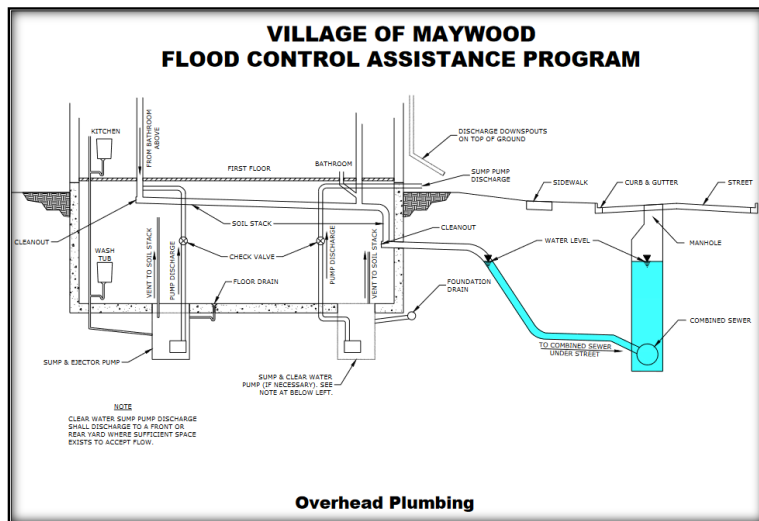 VILLAGE OF MAYWOOD
FLOOD CONTROL ASSISTANCE PROGRAM
KITCHEN
FROM BATHROOM
ABOVE
FIRST FLOOR
BATHROOM
DISCHARGE DOWNSPOUTS
ON TOP OF GROUND
SUMP PUMP
DISCHARGE
SIDEWALK
CURB & GUTTER
STREET
SOIL STACK
CLEANOUT
CLEANOUT
WATER LEVEL
MANHOLE
WASH
TUB
VENT TO SOIL STACK
PUMP DISCHARGE
CHECK VALVE
PUMP DISCHARGE
VENT TO SOIL STACK
FLOOR DRAIN
FOUNDATION
DRAIN
COMBINED SEWER
TO COMBINED SEWER
UNDER STREET
SUMP & EJECTOR PUMP
SUMP & CLEAR WATER
PUMP (IF NECESSARY). SEE
NOTE AT BELOW LEFT.
NOTE
CLEAR WATER SUMP PUMP DISCHARGE
SHALL DISCHARGE TO A FRONT OR
REAR YARD WHERE SUFFICIENT SPACE
EXISTS TO ACCEPT FLOW.
Overhead Plumbing